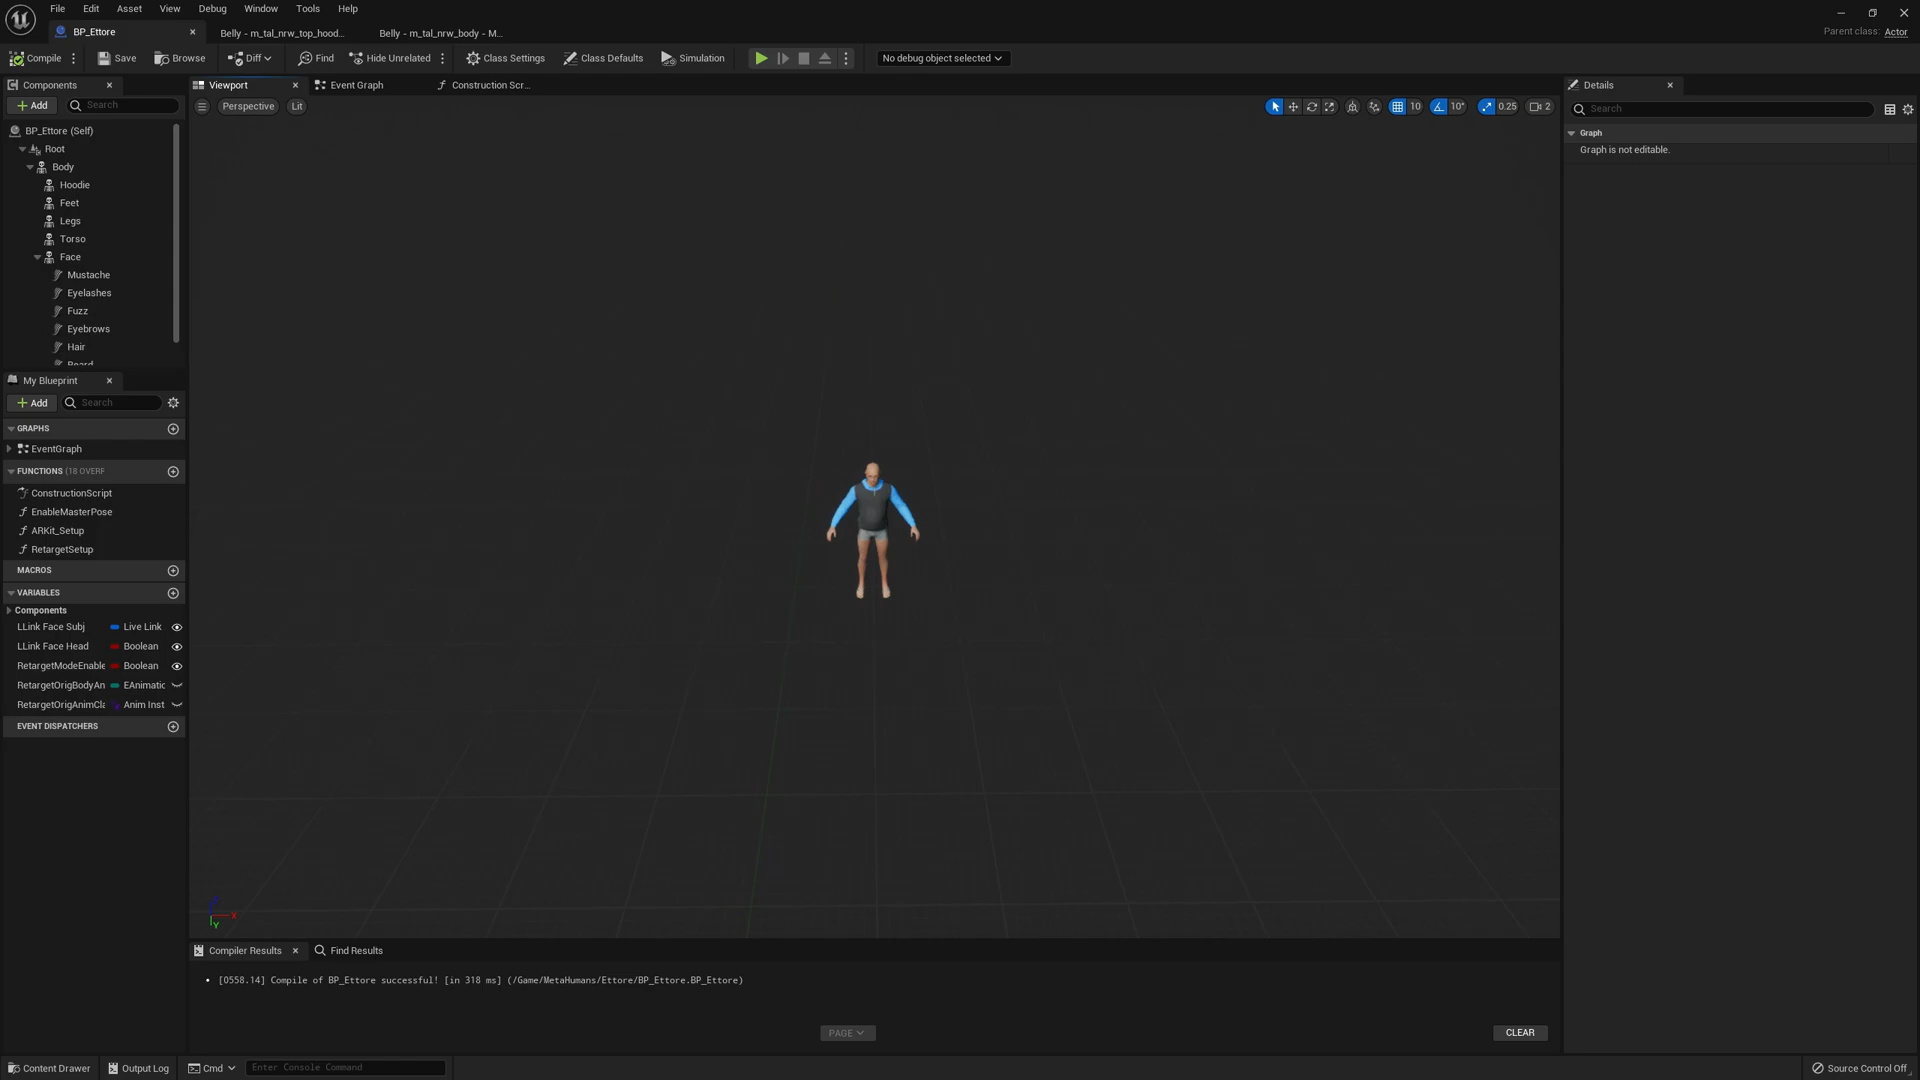 File Edit Asset View Debug Window Tools Help
BP_Ettore
Belly - m_tal_nrw_top_hood...
Belly - m_tal_nrw_body - M...
Parent class: Actor
Compile
Save
Browse
Diff
Find
Hide Unrelated
Class Settings
Class Defaults
Simulation
No debug object selected
Components
Add
Search
BP_Ettore (Self)
Root
Body
Hoodie
Feet
Legs
Torso
Face
Mustache
Eyelashes
Fuzz
Eyebrows
Hair
Beard
My Blueprint
Add
Search
GRAPHS
EventGraph
FUNCTIONS (18 OVERF
ConstructionScript
EnableMasterPose
ARKit_Setup
RetargetSetup
MACROS
VARIABLES
Components
LLink Face Subj Live Link
LLink Face Head Boolean
RetargetModeEnable Boolean
RetargetOrigBodyAn EAnimatic
RetargetOrigAnimCla Anim Inst
EVENT DISPATCHERS
Viewport
Event Graph
Construction Scr...
Perspective
Lit
10
10°
0.25
2
X
Y
Compiler Results
Find Results
[0558.14] Compile of BP_Ettore successful! [in 318 ms] (/Game/MetaHumans/Ettore/BP_Ettore.BP_Ettore)
PAGE
CLEAR
Details
Search
Graph
Graph is not editable.
Content Drawer
Output Log
Cmd
Enter Console Command
Source Control Off